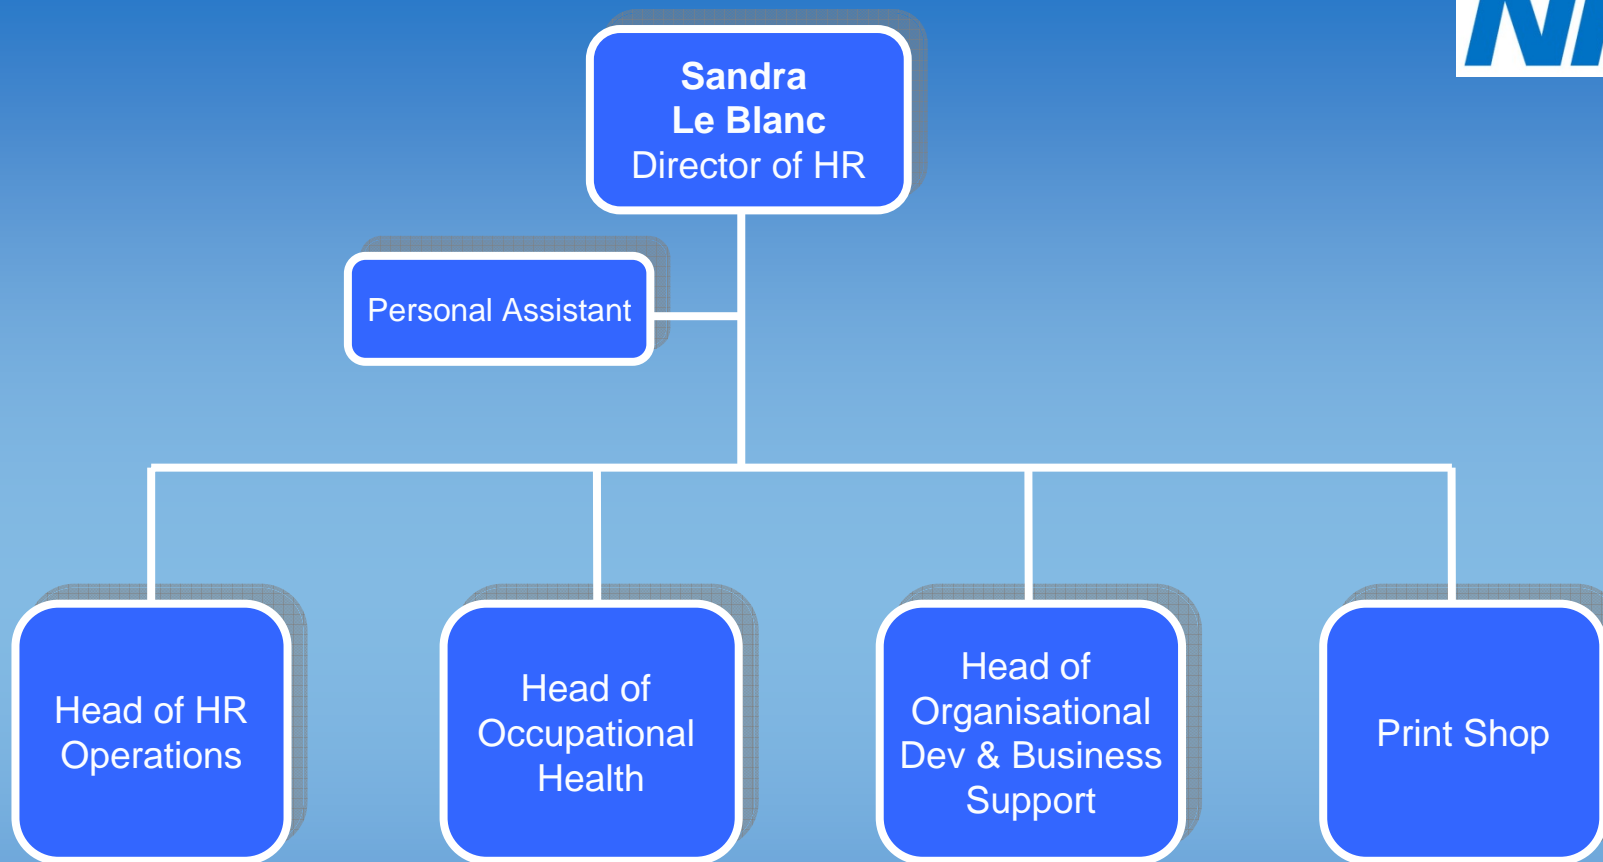 Sandra
Le Blanc
Director of HR
Personal Assistant
Head of HR
Operations
Head of
Occupational
Health
Head of
Organisational
Dev & Business
Support
Print Shop